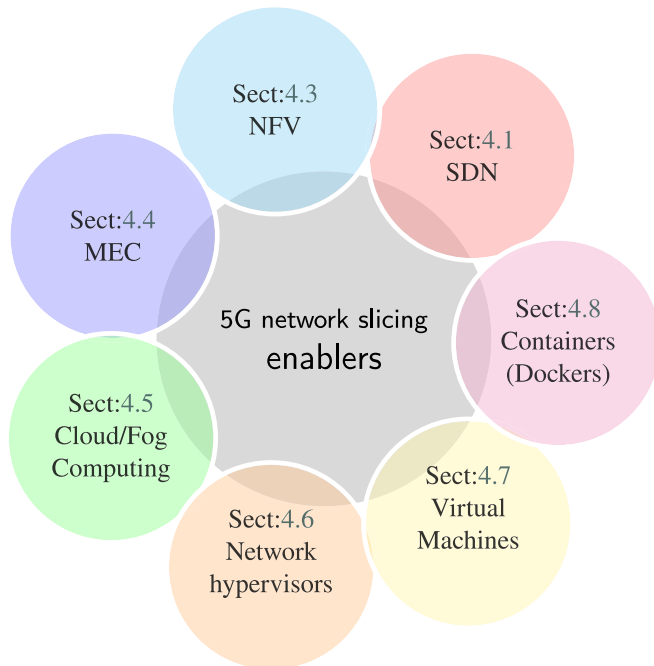 Sect:4.3
NFV
Sect:4.1
SDN
Sect:4.4
MEC
5G network slicing
enablers
Sect:4.8
Containers
(Dockers)
Sect:4.5
Cloud/Fog
Computing
Sect:4.7
Virtual
Machines
Sect:4.6
Network
hypervisors